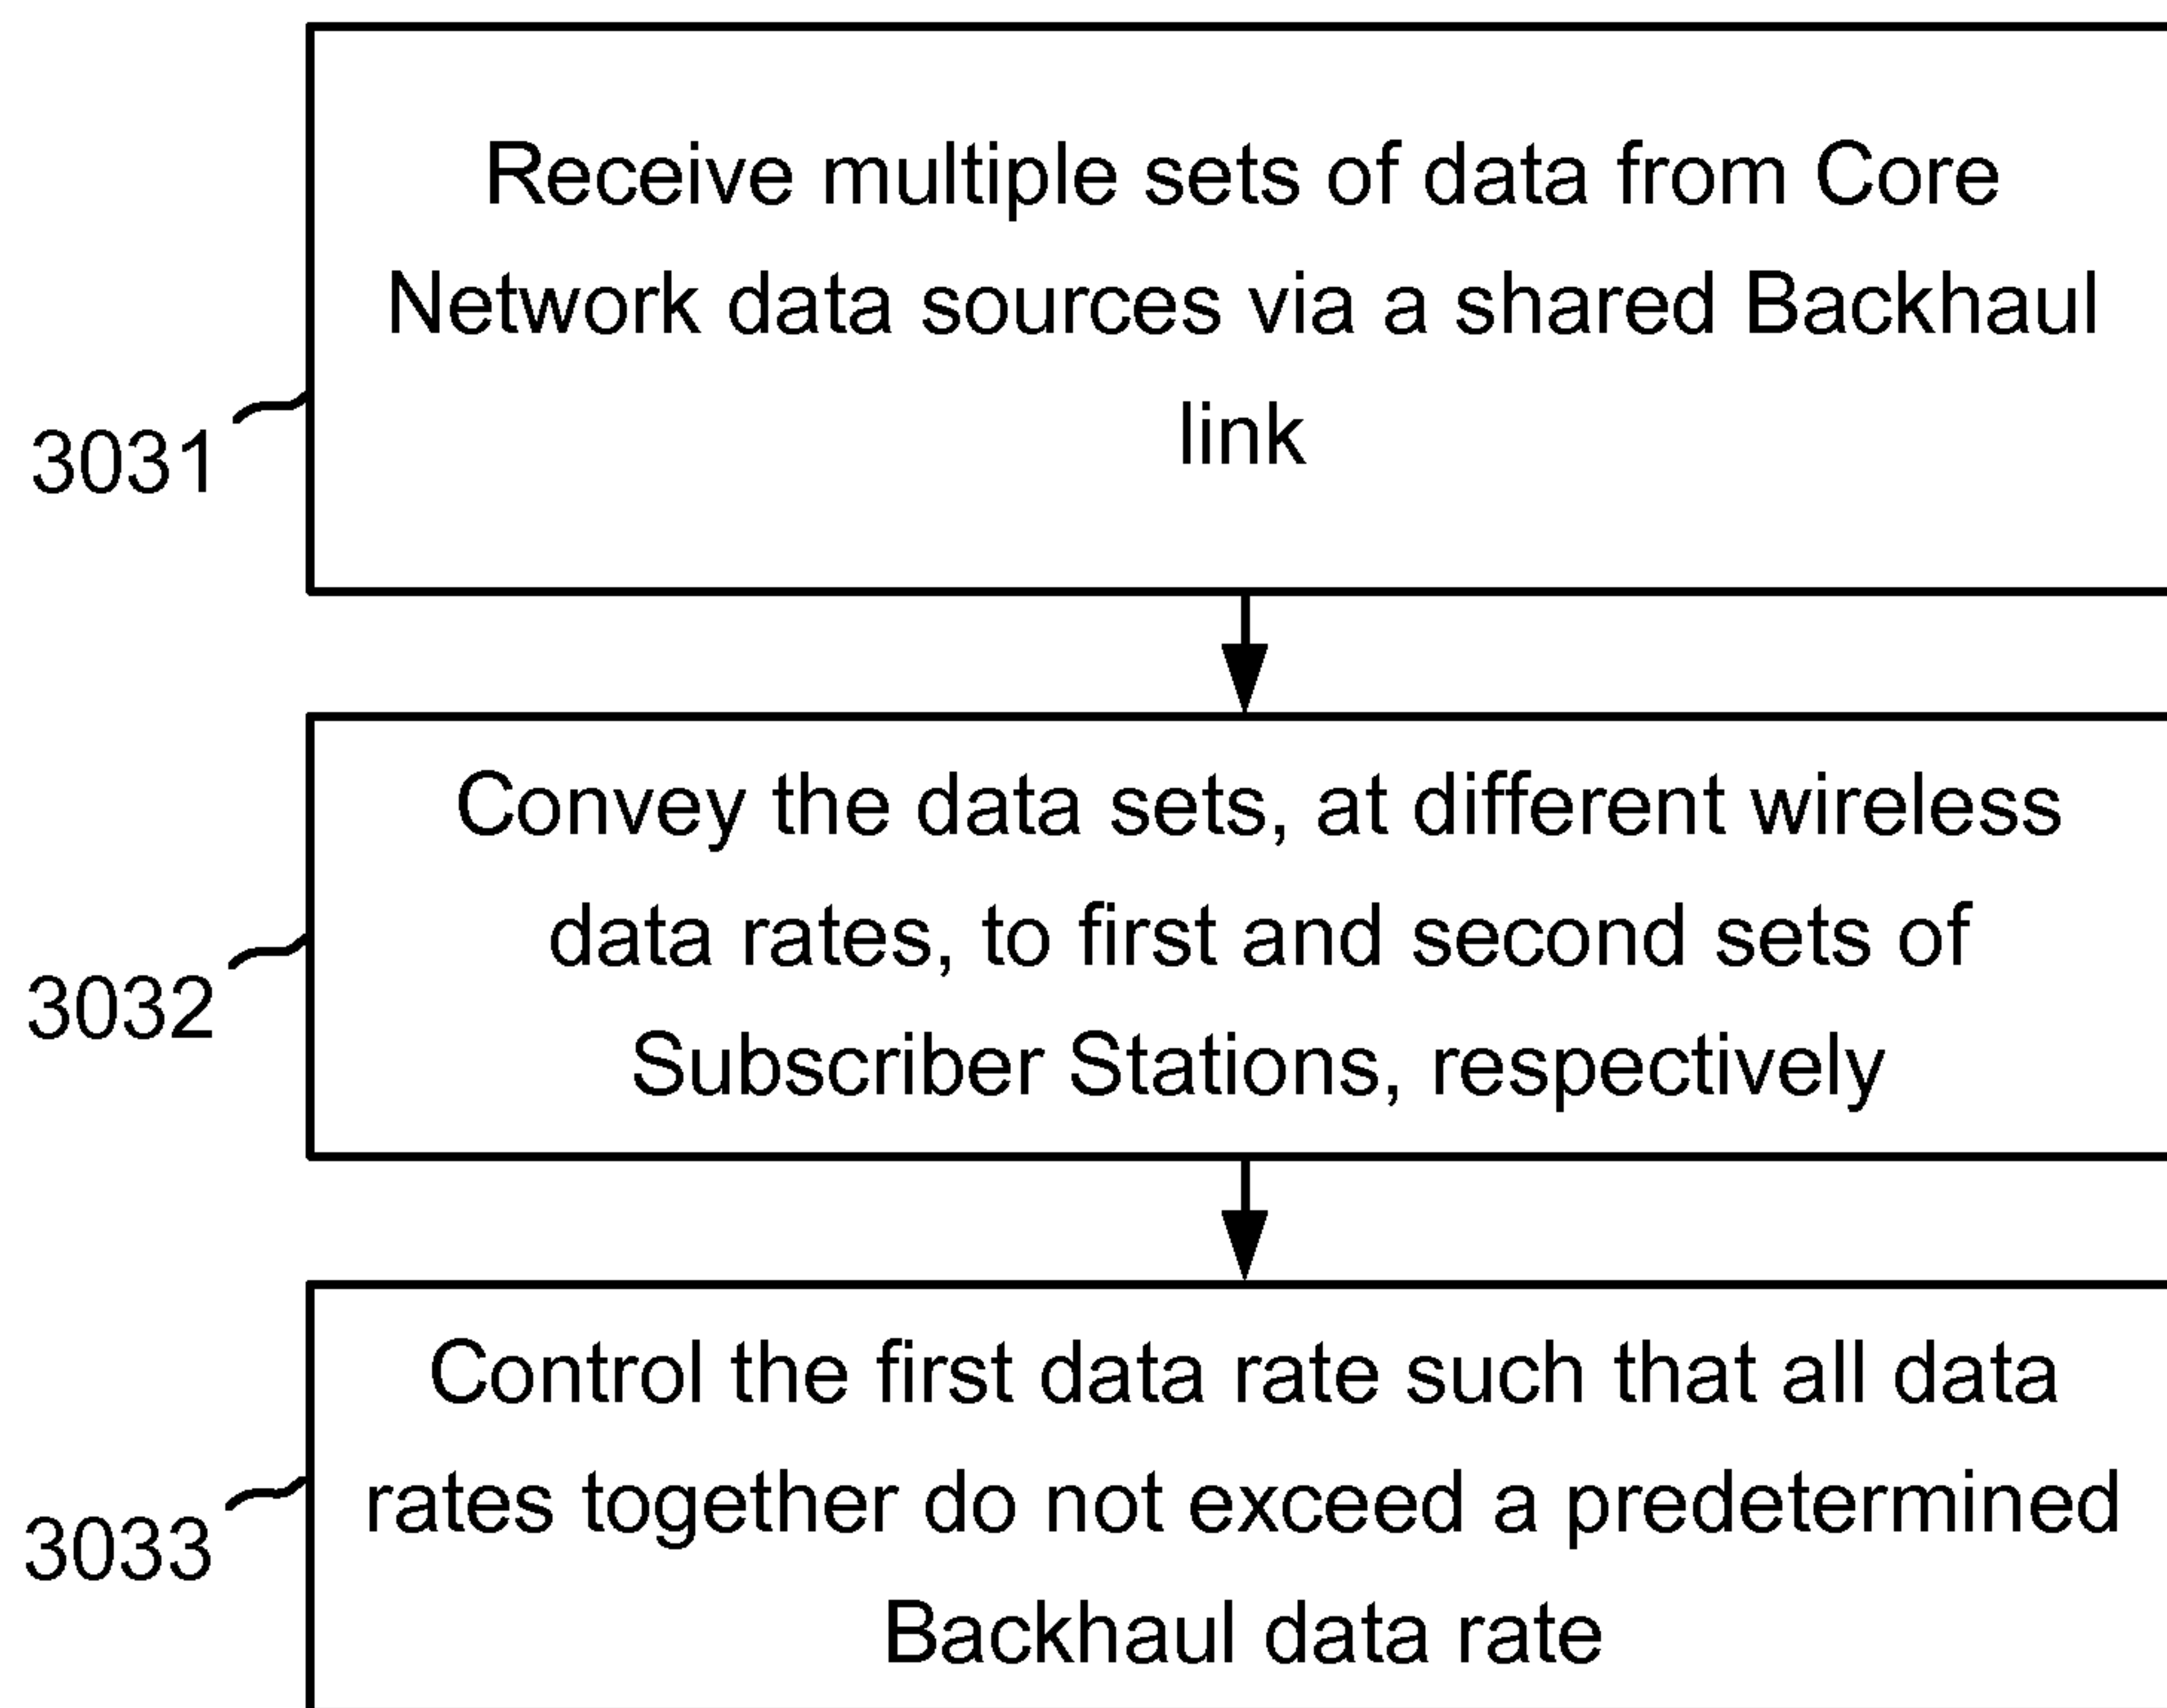 Receive multiple sets of data from Core
Network data sources via a shared Backhaul
link
3031
Convey the data sets, at different wireless
data rates, to first and second sets of
Subscriber Stations, respectively
3032
Control the first data rate such that all data
rates together do not exceed a predetermined
Backhaul data rate
3033